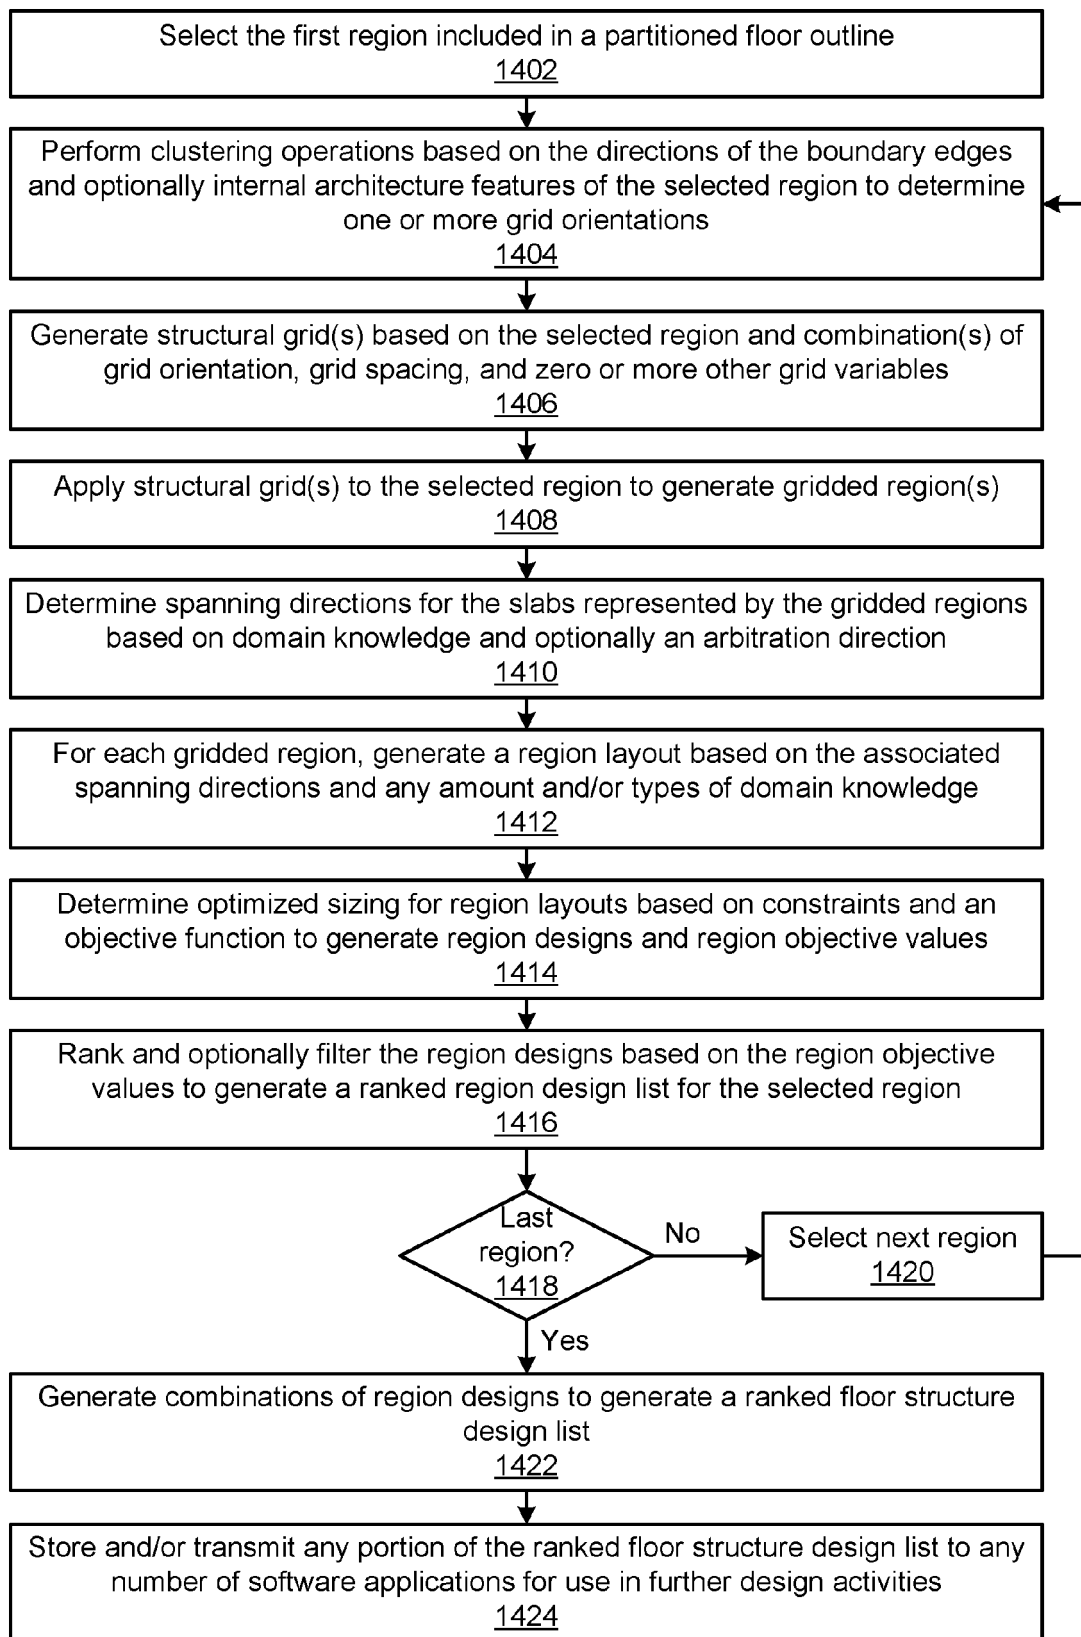 Select the first region included in a partitioned floor outline
1402
Perform clustering operations based on the directions of the boundary edges
and optionally internal architecture features of the selected region to determine
one or more grid orientations
1404
Generate structural grid(s) based on the selected region and combination(s) of
grid orientation, grid spacing, and zero or more other grid variables
1406
Apply structural grid(s) to the selected region to generate gridded region(s)
1408
Determine spanning directions for the slabs represented by the gridded regions
based on domain knowledge and optionally an arbitration direction
1410
For each gridded region, generate a region layout based on the associated
spanning directions and any amount and/or types of domain knowledge
1412
Determine optimized sizing for region layouts based on constraints and an
objective function to generate region designs and region objective values
1414
Rank and optionally filter the region designs based on the region objective
values to generate a ranked region design list for the selected region
1416
Last
region?
1418
No
Select next region
1420
Yes
Generate combinations of region designs to generate a ranked floor structure
design list
1422
Store and/or transmit any portion of the ranked floor structure design list to any
number of software applications for use in further design activities
1424